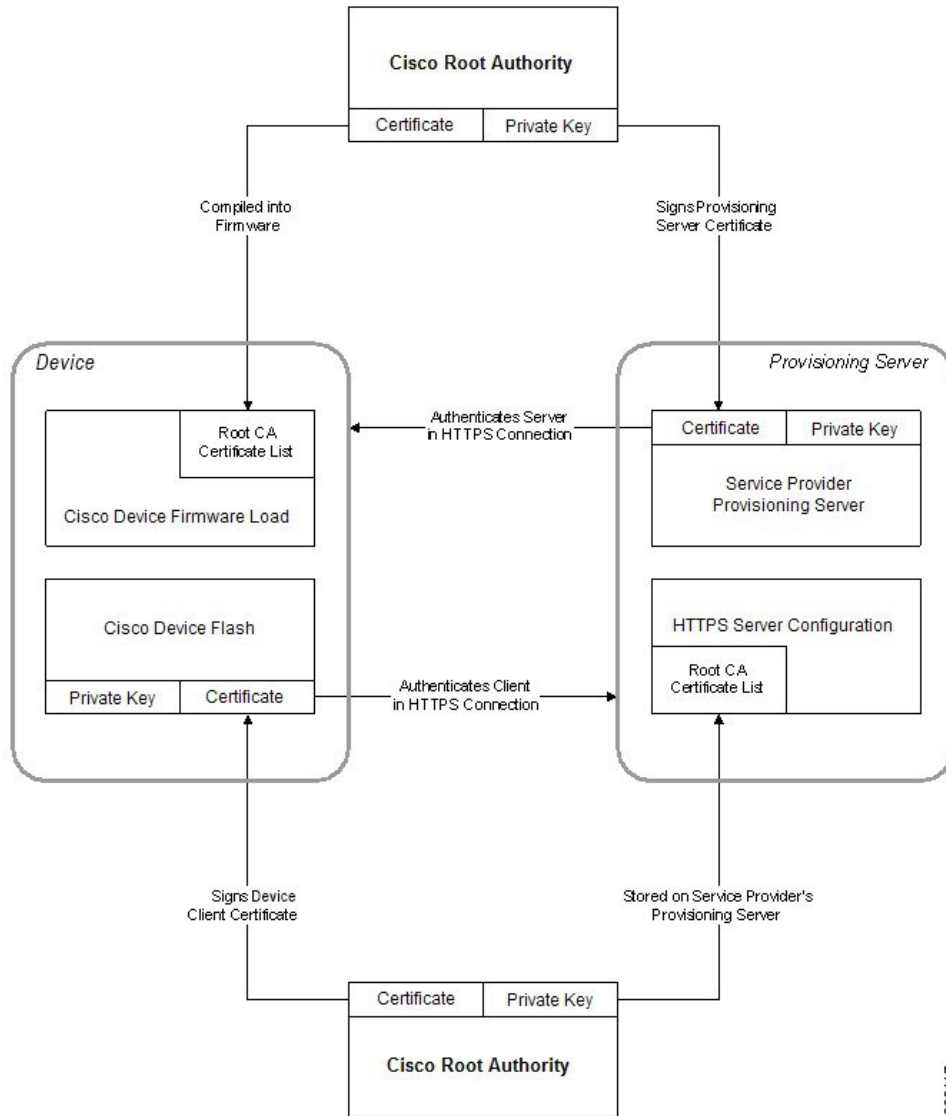 Cisco Root Authority
Certificate
Private Key
Compiled into
Firmware
Signs Provisioning
Server Certificate
Device
Provisioning Server
Root CA
Certificate List
Cisco Device Firmware Load
Authenticates Server
in HTTPS Connection
Certificate
Private Key
Service Provider
Provisioning Server
Cisco Device Flash
Private Key
Certificate
Authenticates Client
in HTTPS Connection
HTTPS Server Configuration
Root CA
Certificate List
Signs Device
Client Certificate
Stored on Service Provider's
Provisioning Server
Certificate
Private Key
Cisco Root Authority